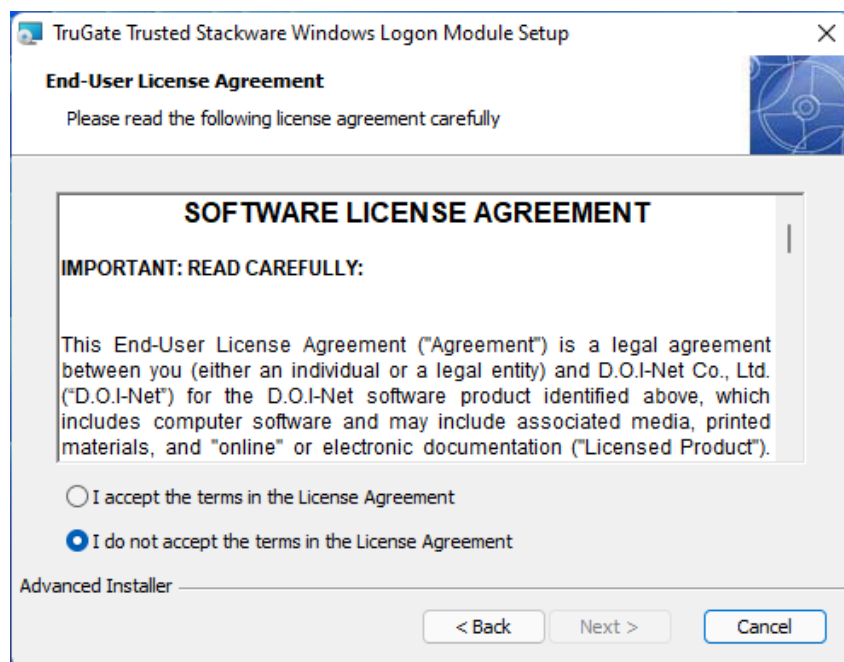 TruGate Trusted Stackware Windows Logon Module Setup
End-User License Agreement
Please read the following license agreement carefully
SOFTWARE LICENSE AGREEMENT
IMPORTANT: READ CAREFULLY:
This End-User License Agreement ("Agreement") is a legal agreement
between you (either an individual or a legal entity) and D.O.I-Net Co., Ltd.
(“D.O.I-Net”) for the D.O.I-Net software product identified above, which
includes computer software and may include associated media, printed
materials, and "online" or electronic documentation ("Licensed Product").
I accept the terms in the License Agreement
I do not accept the terms in the License Agreement
Advanced Installer
< Back Next > Cancel